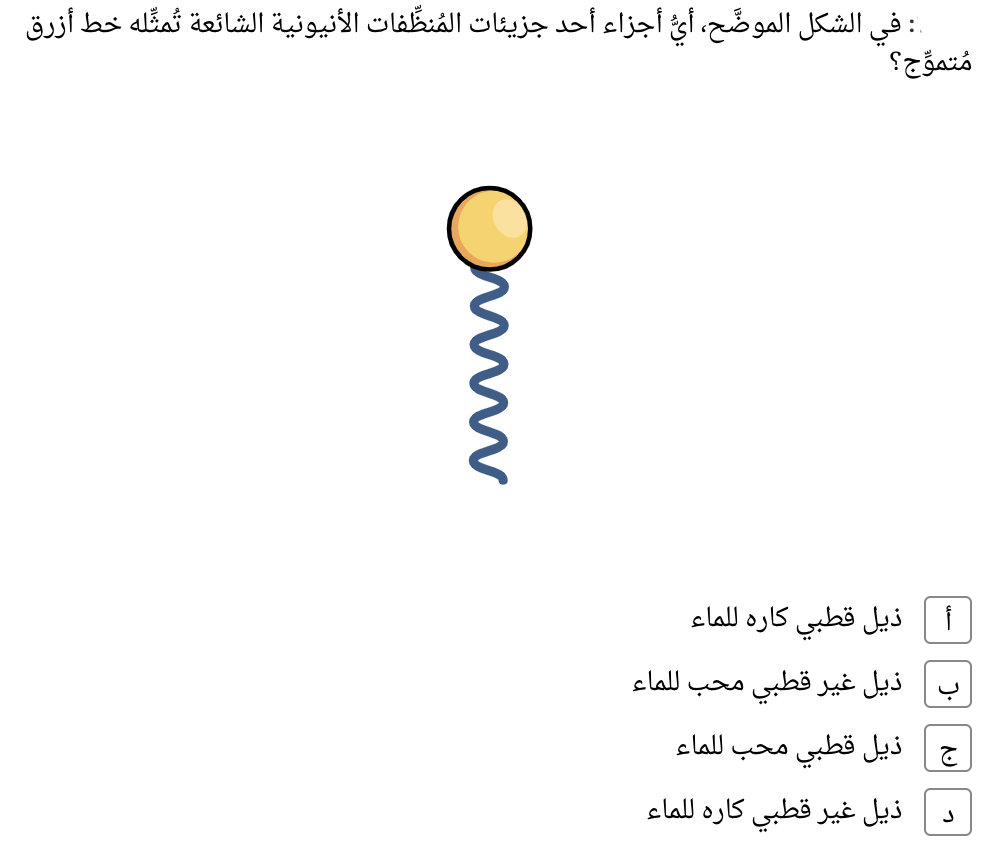 : في الشكل الموضَّح، أيُّ أجزاء أحد جزيئات المُنظِّفات الأنيونية الشائعة تُمثِّله خط أزرق
مُتموِّج؟
أ ذيل قطبي كاره للماء
ب ذيل غير قطبي محب للماء
ج ذيل قطبي محب للماء
د ذيل غير قطبي كاره للماء